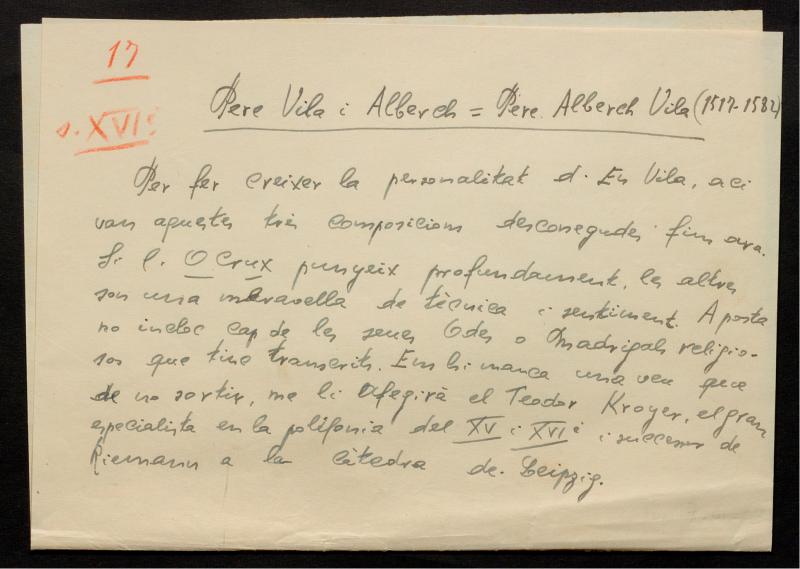 17
s. XVI
Pere Vila i Alberch = Pere Alberch Vila (1517-1582)
Per fer creixer la personalitat d. En Vila, aci
van aquestes tres composicions desconegudes fins ara.
Si l. O Crux punyeix profundament, les altres
son una meravella de tècnica i sentiment. Aposta
no incloc cap de les seues Odes o Madrigals religio-
sos que tinc transcrits. Em hi manca una veu que
de no sortir, me li afegirà el Teodor Kroyer, el gran
especialista en la polifonia del XV i XVI i successor de
Riemann a la càtedra de Leipzig.